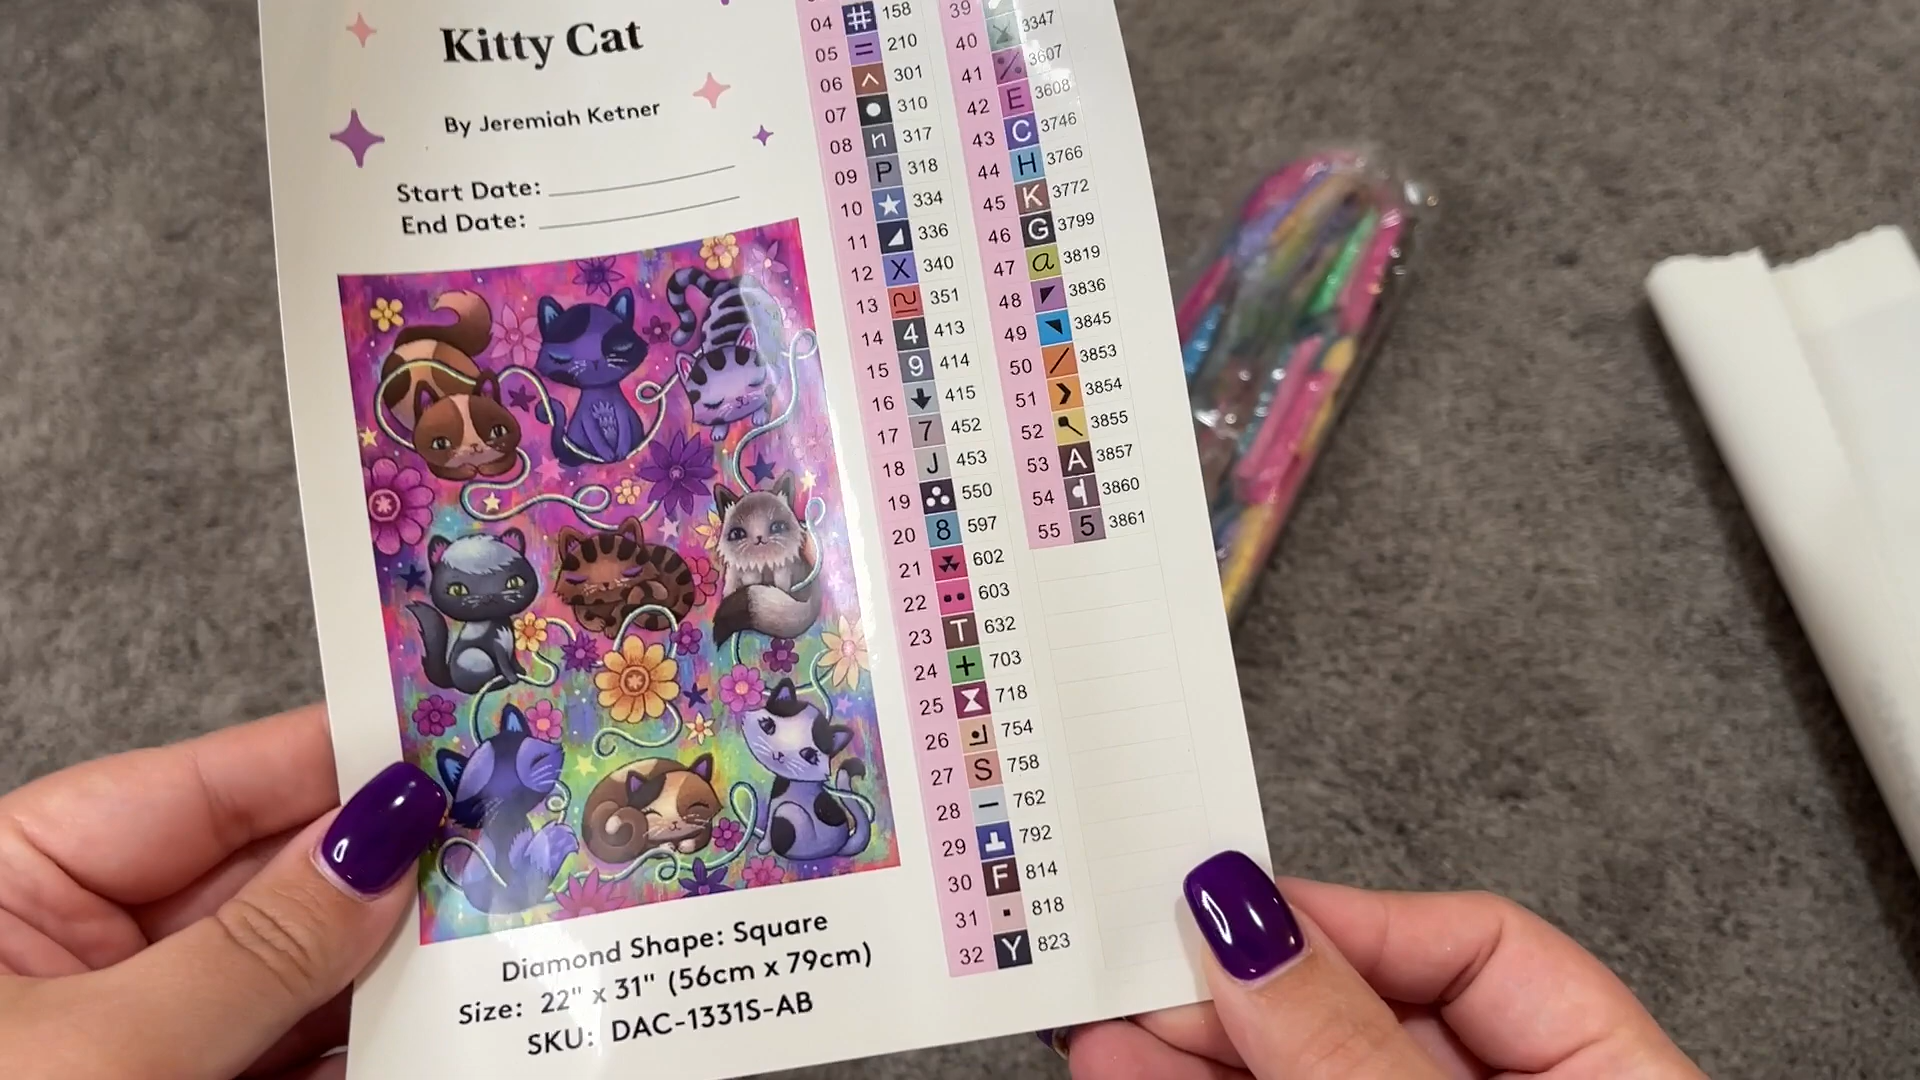 Kitty Cat
By Jeremiah Ketner
Start Date:
End Date:
Diamond Shape: Square
Size: 22" x 31" (56cm x 79cm)
SKU: DAC-1331S-AB
04 # 158
05 = 210
06 ^ 301
07 ● 310
08 n 317
09 P 318
10 ★ 334
11 ◢ 336
12 X 340
13 ≃ 351
14 4 413
15 9 414
16 ↓ 415
17 7 452
18 J 453
19 ∴ 550
20 8 597
21 602
22 •• 603
23 T 632
24 + 703
25 ⧗ 718
26 754
27 S 758
28 − 762
29 ⊥ 792
30 F 814
31 ▪ 818
32 Y 823
39
40 3347
41 ⁒ 3607
42 E 3608
43 C 3746
44 H 3766
45 K 3772
46 G 3799
47 a 3819
48 ◤ 3836
49 ◥ 3845
50 / 3853
51 ❯ 3854
52 3855
53 A 3857
54 ¶ 3860
55 5 3861